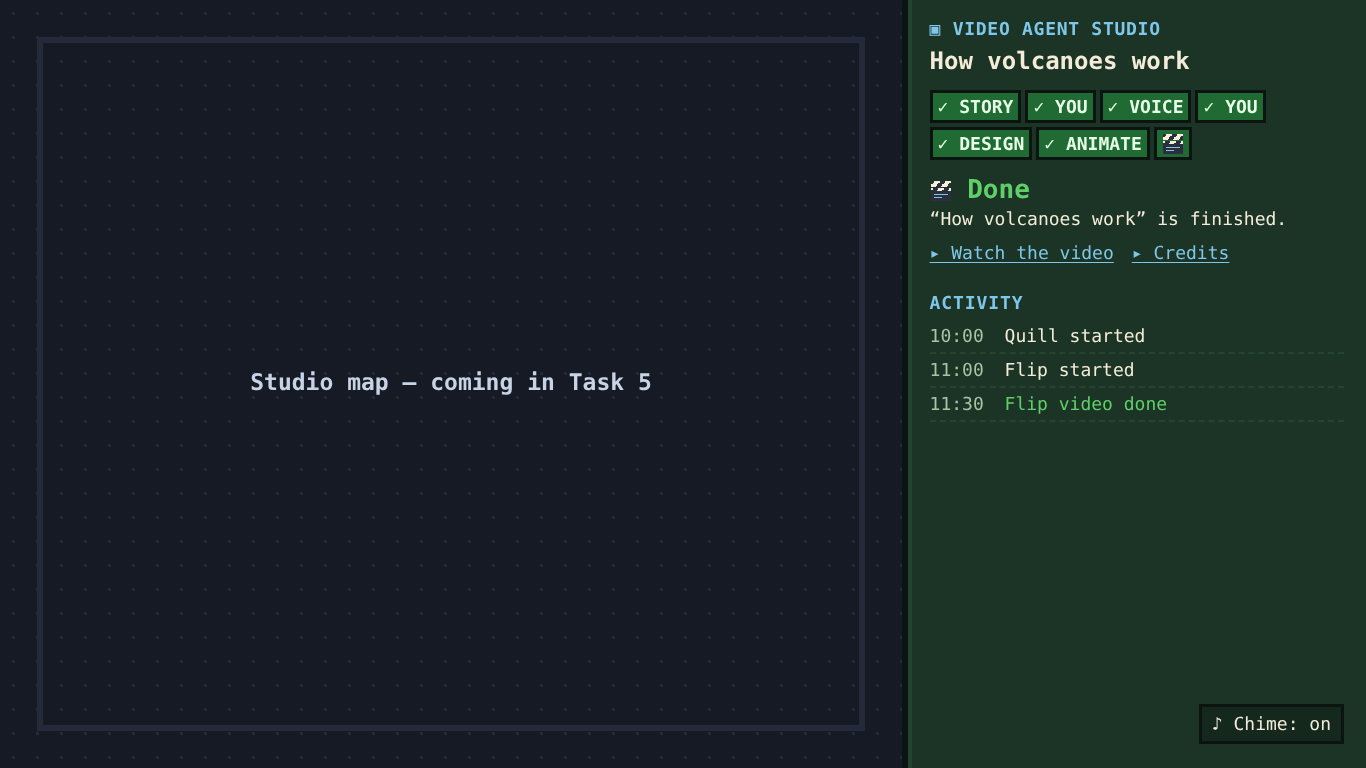 Studio map — coming in Task 5
▣ VIDEO AGENT STUDIO
How volcanoes work
✓ STORY ✓ YOU ✓ VOICE ✓ YOU
✓ DESIGN ✓ ANIMATE 🎬
🎬 Done
“How volcanoes work” is finished.
▸ Watch the video ▸ Credits
ACTIVITY
10:00 Quill started
11:00 Flip started
11:30 Flip video done
♪ Chime: on